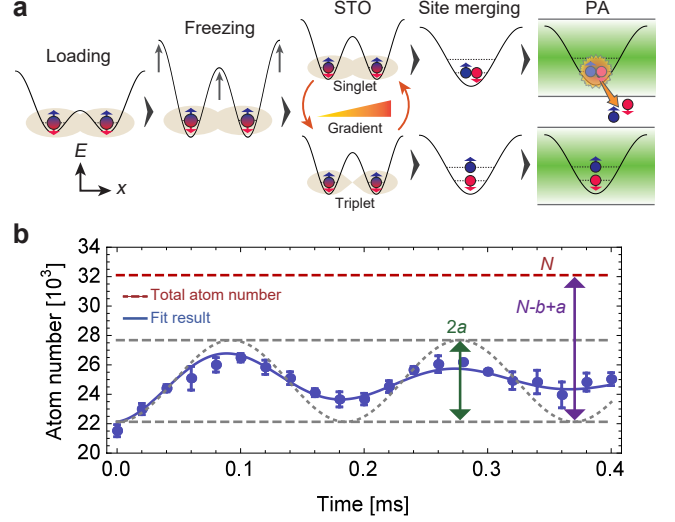 a
Loading
Freezing
STO
Site merging
PA
Singlet
Gradient
Triplet
E
x
b
Atom number [10³]
34
32
30
28
26
24
22
20
N
Total atom number
Fit result
2a
N-b+a
0.0
0.1
0.2
0.3
0.4
Time [ms]